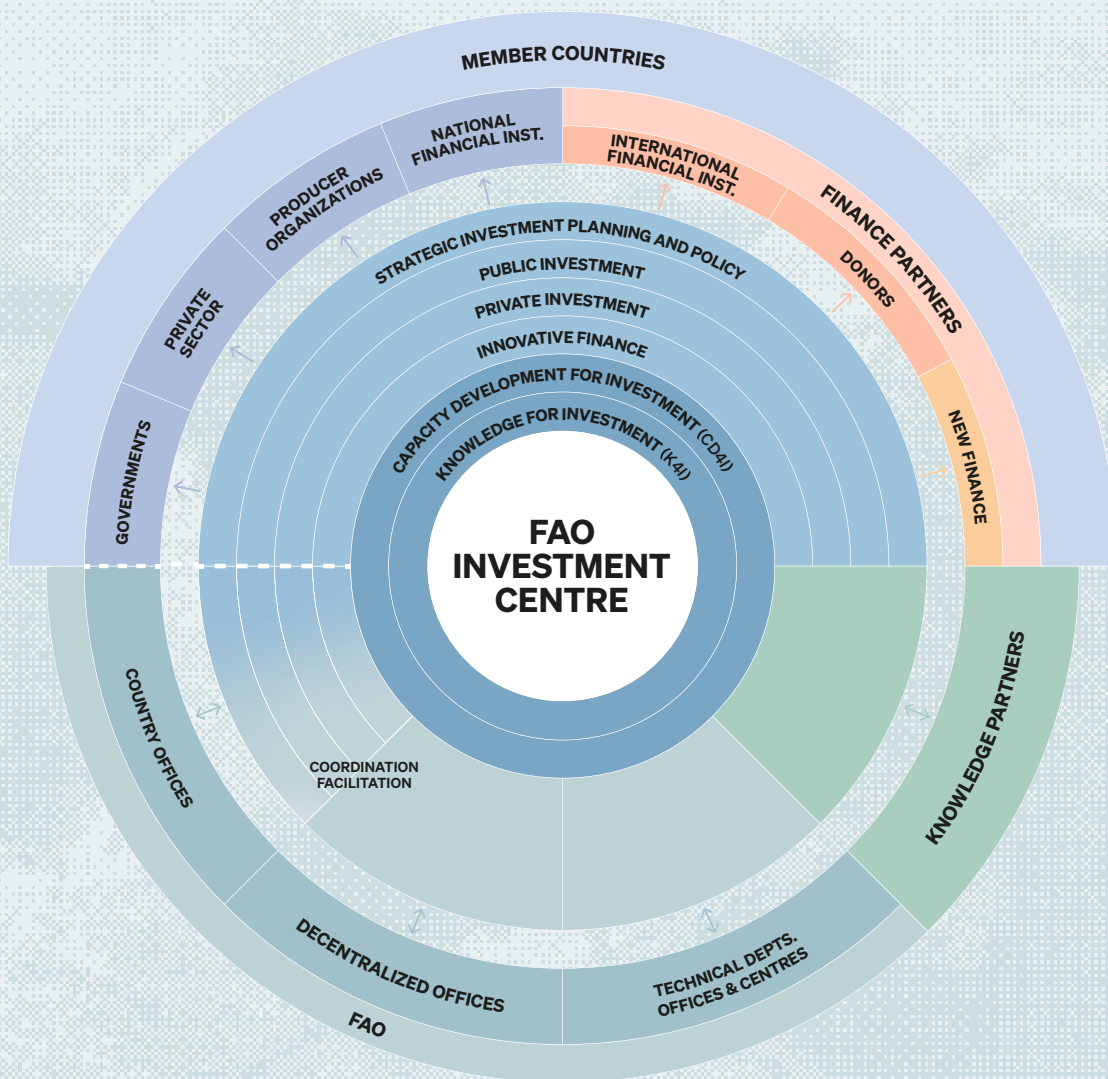 MEMBER COUNTRIES
NATIONAL
FINANCIAL INST.
PRODUCER
ORGANIZATIONS
PRIVATE
SECTOR
GOVERNMENTS
INTERNATIONAL
FINANCIAL INST.
FINANCE PARTNERS
DONORS
NEW FINANCE
STRATEGIC INVESTMENT PLANNING AND POLICY
PUBLIC INVESTMENT
PRIVATE INVESTMENT
INNOVATIVE FINANCE
CAPACITY DEVELOPMENT FOR INVESTMENT (CD4I)
KNOWLEDGE FOR INVESTMENT (K4I)
FAO
INVESTMENT
CENTRE
COUNTRY OFFICES
COORDINATION
FACILITATION
KNOWLEDGE PARTNERS
DECENTRALIZED OFFICES
TECHNICAL DEPTS.
OFFICES & CENTRES
FAO